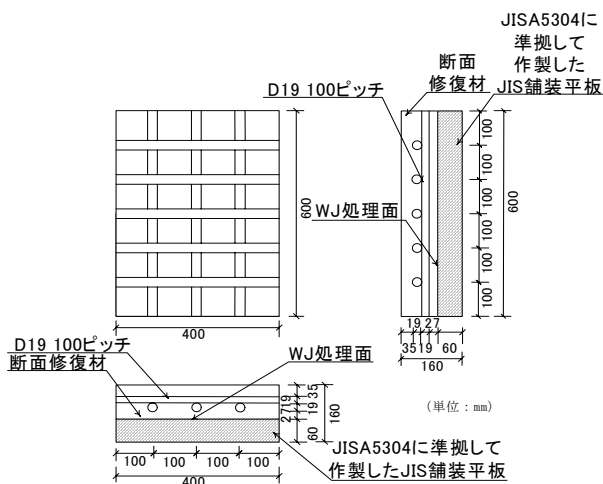 JISA5304に
準拠して
作製した
JIS舗装平板
断面
修復材
D19 100ピッチ
WJ処理面
600
400
100
100
100
100
100
600
19 27
35 19 60
160
D19 100ピッチ
断面修復材
WJ処理面
27 19 19 35
60
160
100 100 100 100
400
(単位：mm)
JISA5304に準拠して
作製したJIS舗装平板